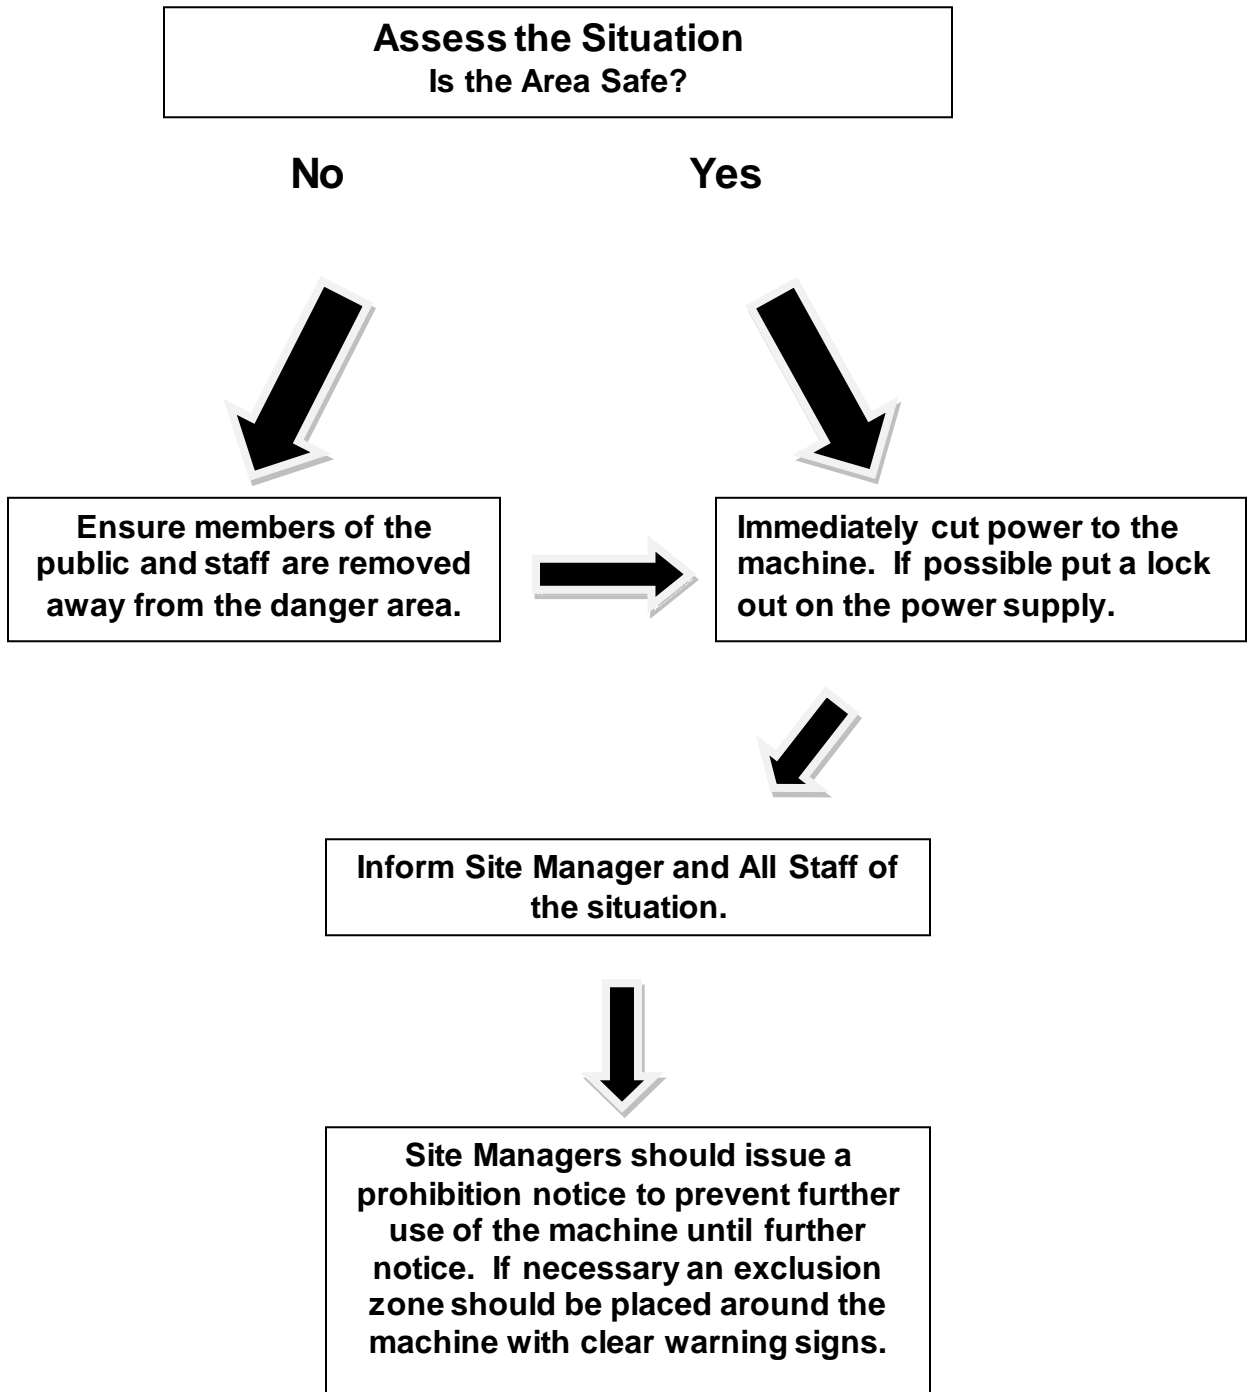 Assess the Situation
Is the Area Safe?
No
Yes
Ensure members of the
public and staff are removed
away from the danger area.
Immediately cut power to the
machine.  If possible put a lock
out on the power supply.
Inform Site Manager and All Staff of
the situation.
Site Managers should issue a
prohibition notice to prevent further
use of the machine until further
notice.  If necessary an exclusion
zone should be placed around the
machine with clear warning signs.